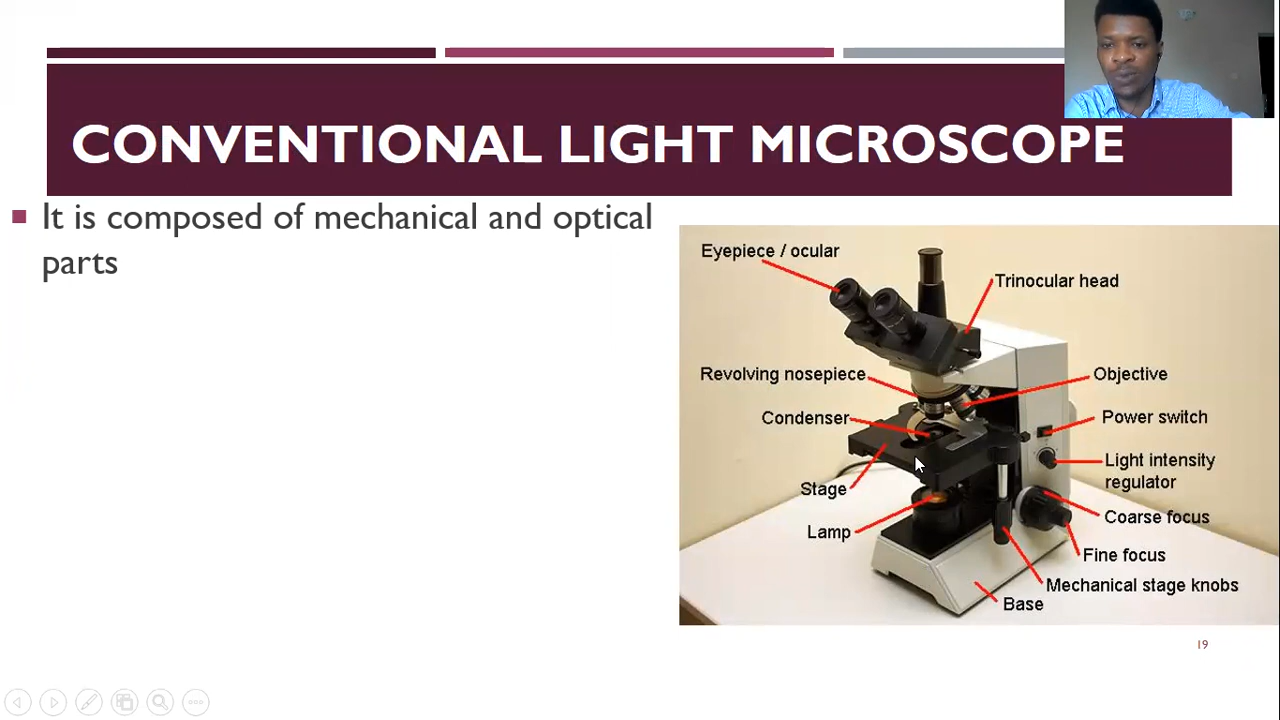 CONVENTIONAL LIGHT MICROSCOPE
It is composed of mechanical and optical
parts
Eyepiece / ocular
Trinocular head
Revolving nosepiece
Objective
Condenser
Power switch
Light intensity
regulator
Stage
Coarse focus
Lamp
Fine focus
Mechanical stage knobs
Base
19